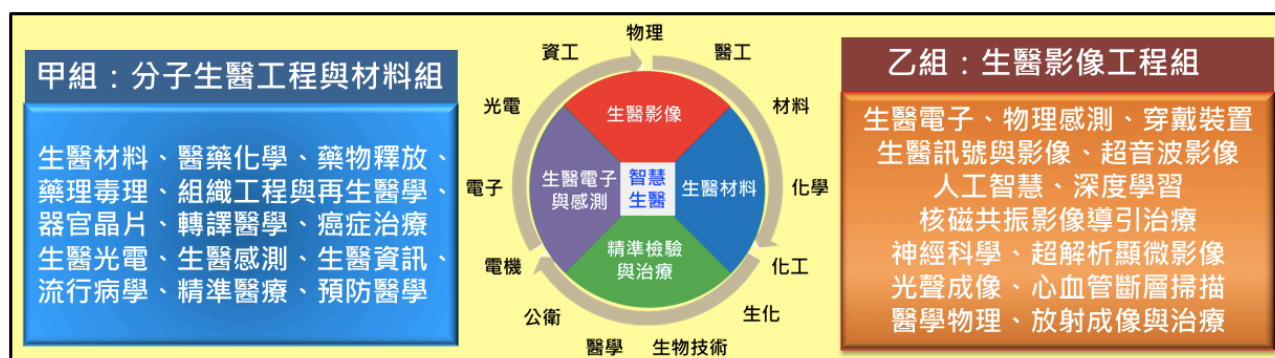 甲組：分子生醫工程與材料組
生醫材料、醫藥化學、藥物釋放、
藥理毒理、組織工程與再生醫學、
器官晶片、轉譯醫學、癌症治療
生醫光電、生醫感測、生醫資訊、
流行病學、精準醫療、預防醫學
物理
醫工
材料
化學
化工
生化
生物技術
醫學
公衛
電機
電子
光電
資工
生醫影像
生醫材料
精準檢驗
與治療
生醫電子
與感測
智慧
生醫
乙組：生醫影像工程組
生醫電子、物理感測、穿戴裝置
生醫訊號與影像、超音波影像
人工智慧、深度學習
核磁共振影像導引治療
神經科學、超解析顯微影像
光聲成像、心血管斷層掃描
醫學物理、放射成像與治療